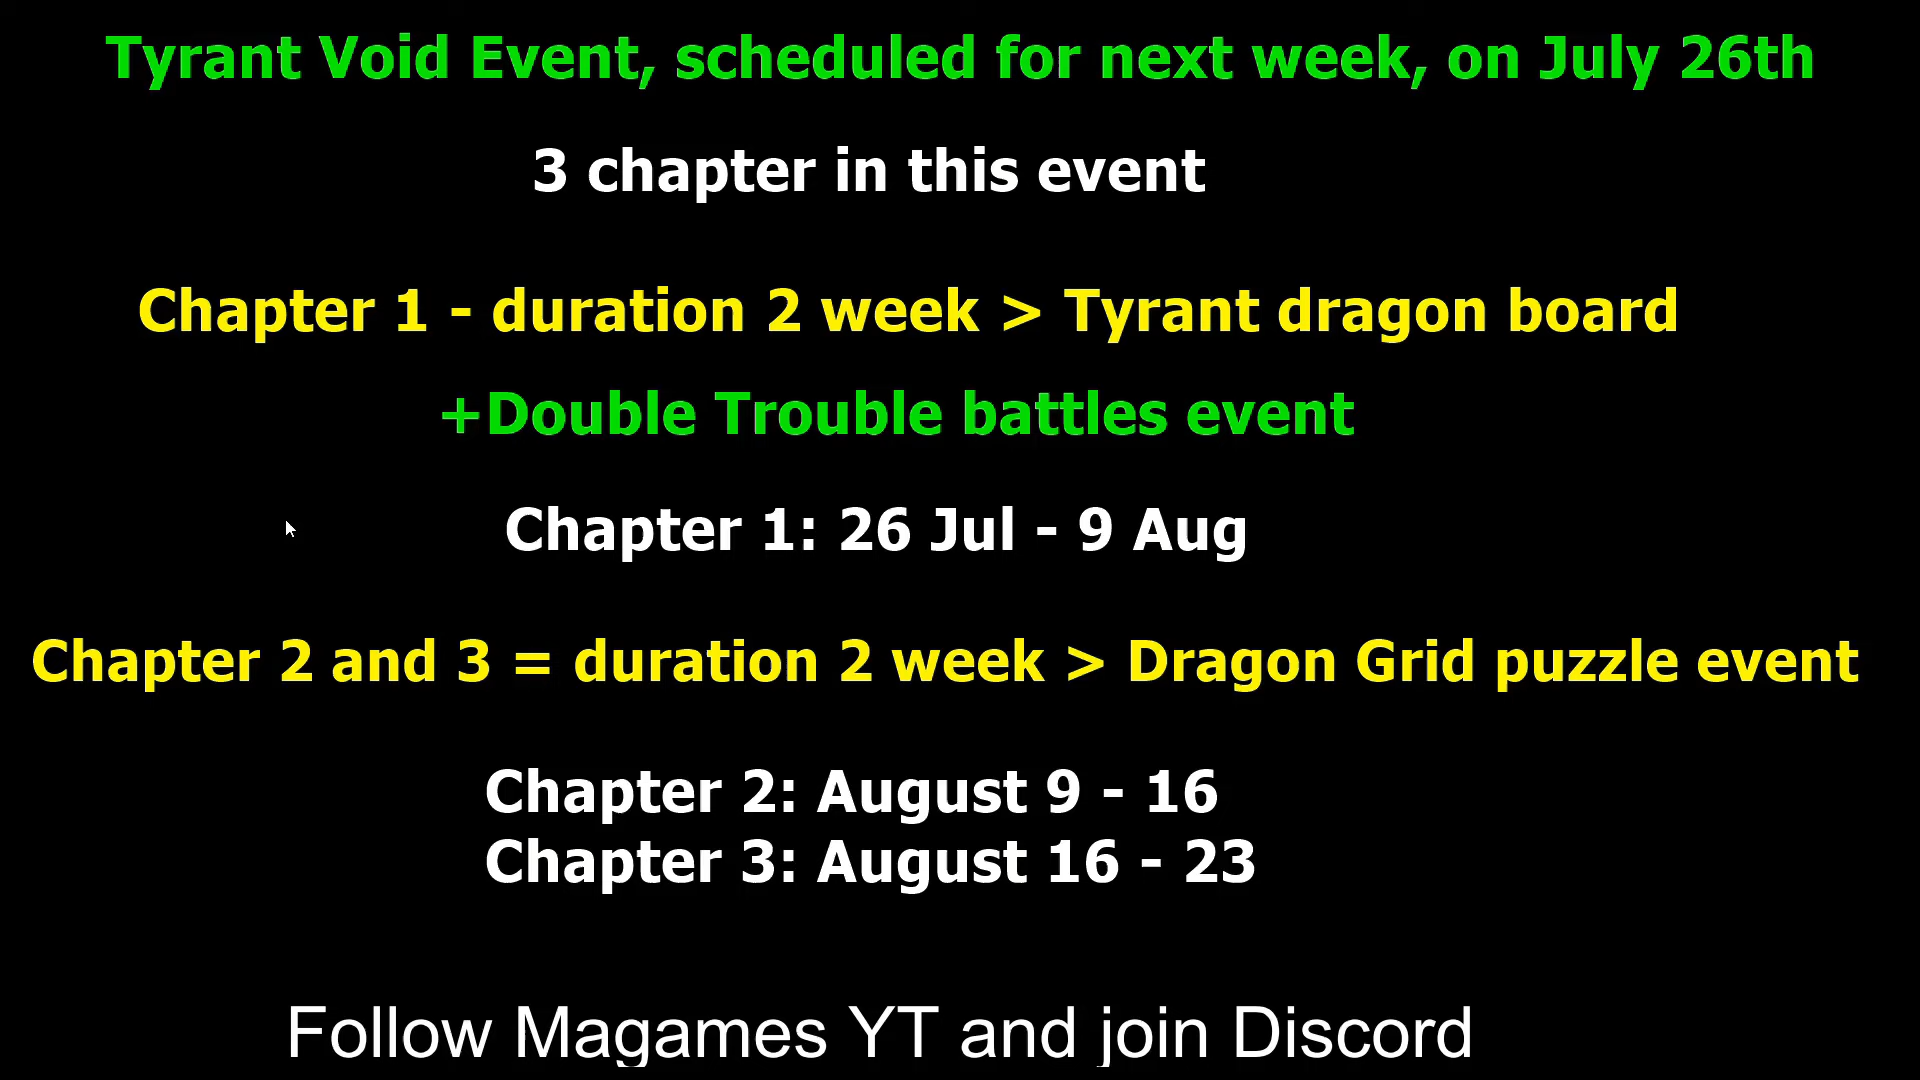 Tyrant Void Event, scheduled for next week, on July 26th
3 chapter in this event
Chapter 1 - duration 2 week > Tyrant dragon board
+Double Trouble battles event
Chapter 1: 26 Jul - 9 Aug
Chapter 2 and 3 = duration 2 week > Dragon Grid puzzle event
Chapter 2: August 9 - 16
Chapter 3: August 16 - 23
Follow Magames YT and join Discord